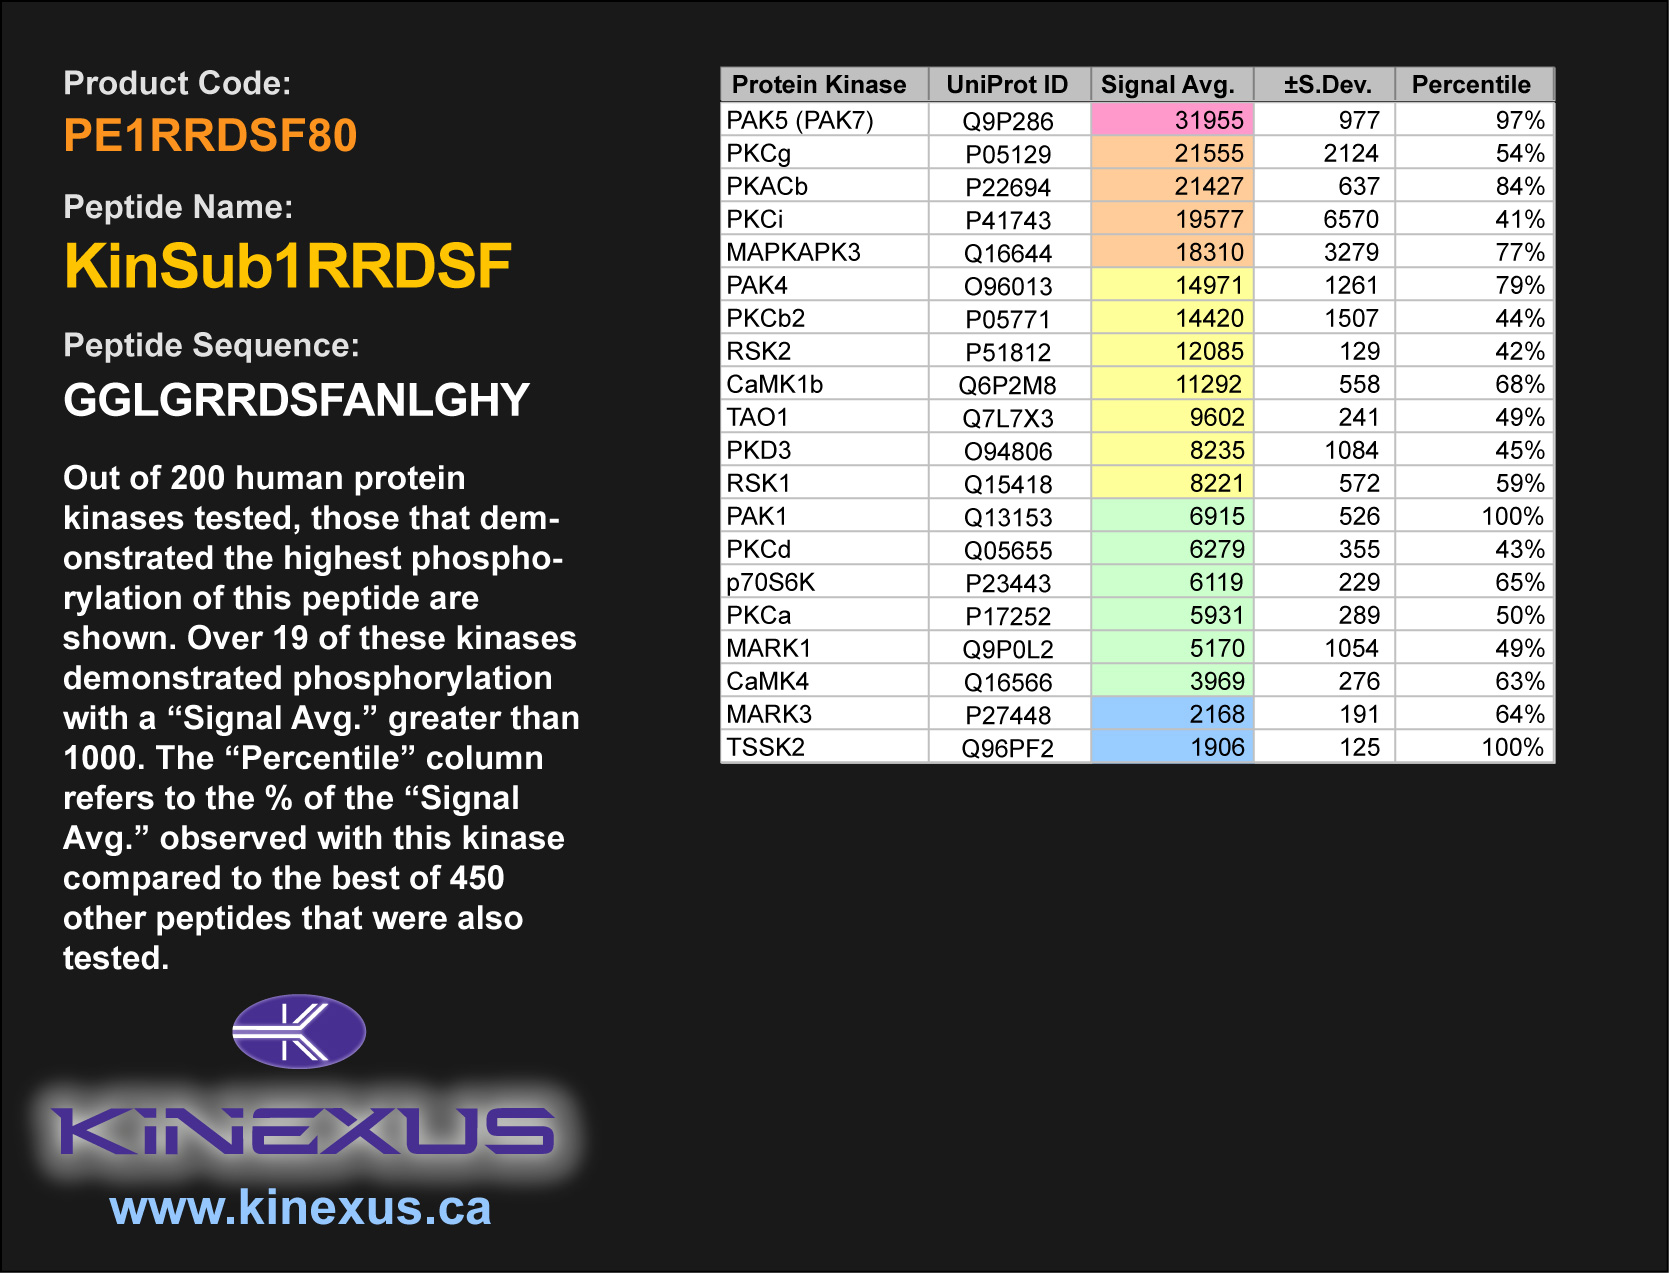 Product Code:
PE1RRDSF80
Peptide Name:
KinSub1RRDSF
Peptide Sequence:
GGLGRRDSFANLGHY
Out of 200 human protein
kinases tested, those that dem-
onstrated the highest phospho-
rylation of this peptide are
shown. Over 19 of these kinases
demonstrated phosphorylation
with a “Signal Avg.” greater than
1000. The “Percentile” column
refers to the % of the “Signal
Avg.” observed with this kinase
compared to the best of 450
other peptides that were also
tested.
KINEXUS
www.kinexus.ca
Protein Kinase UniProt ID Signal Avg. ±S.Dev. Percentile
PAK5 (PAK7) Q9P286 31955 977 97%
PKCg P05129 21555 2124 54%
PKACb P22694 21427 637 84%
PKCi P41743 19577 6570 41%
MAPKAPK3 Q16644 18310 3279 77%
PAK4 O96013 14971 1261 79%
PKCb2 P05771 14420 1507 44%
RSK2 P51812 12085 129 42%
CaMK1b Q6P2M8 11292 558 68%
TAO1 Q7L7X3 9602 241 49%
PKD3 O94806 8235 1084 45%
RSK1 Q15418 8221 572 59%
PAK1 Q13153 6915 526 100%
PKCd Q05655 6279 355 43%
p70S6K P23443 6119 229 65%
PKCa P17252 5931 289 50%
MARK1 Q9P0L2 5170 1054 49%
CaMK4 Q16566 3969 276 63%
MARK3 P27448 2168 191 64%
TSSK2 Q96PF2 1906 125 100%